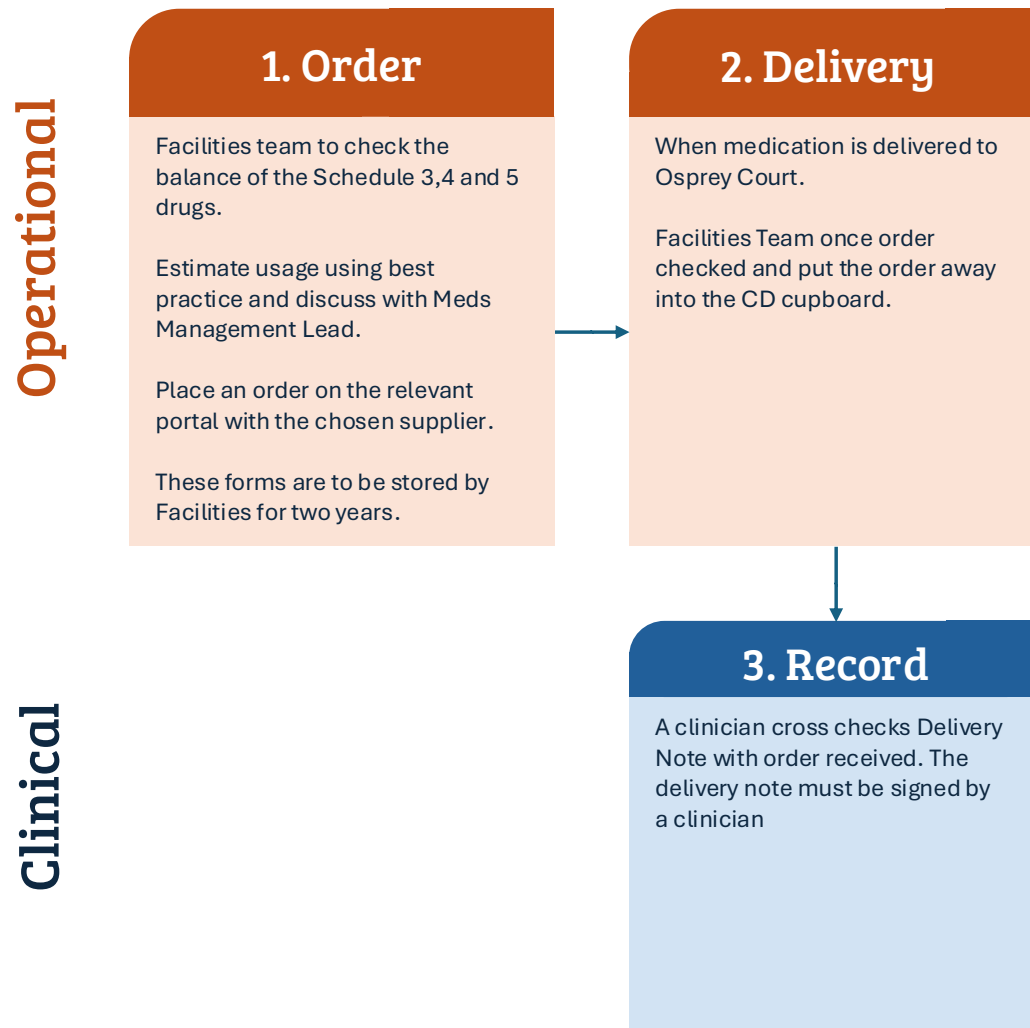 Operational
1. Order
Facilities team to check the
balance of the Schedule 3,4 and 5
drugs.
Estimate usage using best
practice and discuss with Meds
Management Lead.
Place an order on the relevant
portal with the chosen supplier.
These forms are to be stored by
Facilities for two years.
2. Delivery
When medication is delivered to
Osprey Court.
Facilities Team once order
checked and put the order away
into the CD cupboard.
Clinical
3. Record
A clinician cross checks Delivery
Note with order received. The
delivery note must be signed by
a clinician